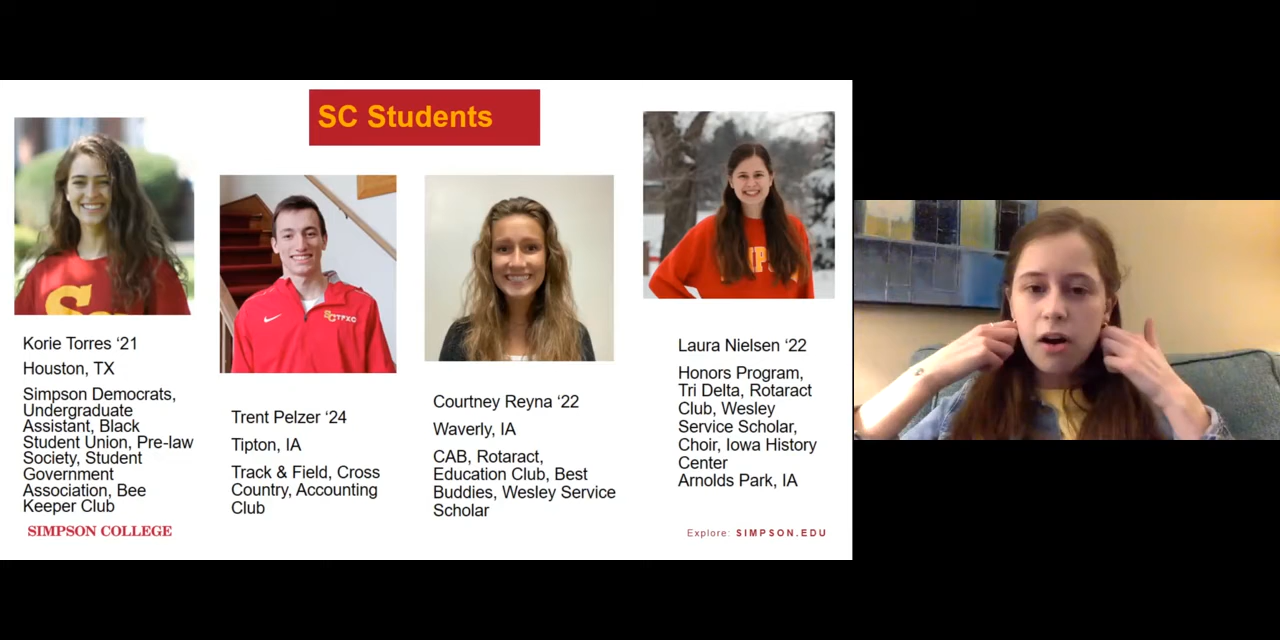 SC Students
Korie Torres ‘21
Houston, TX
Simpson Democrats,
Undergraduate
Assistant, Black
Student Union, Pre-law
Society, Student
Government
Association, Bee
Keeper Club
Trent Pelzer ‘24
Tipton, IA
Track & Field, Cross
Country, Accounting
Club
Courtney Reyna ‘22
Waverly, IA
CAB, Rotaract,
Education Club, Best
Buddies, Wesley Service
Scholar
Laura Nielsen ‘22
Honors Program,
Tri Delta, Rotaract
Club, Wesley
Service Scholar,
Choir, Iowa History
Center
Arnolds Park, IA
SIMPSON COLLEGE
Explore: SIMPSON.EDU
SCTFXC